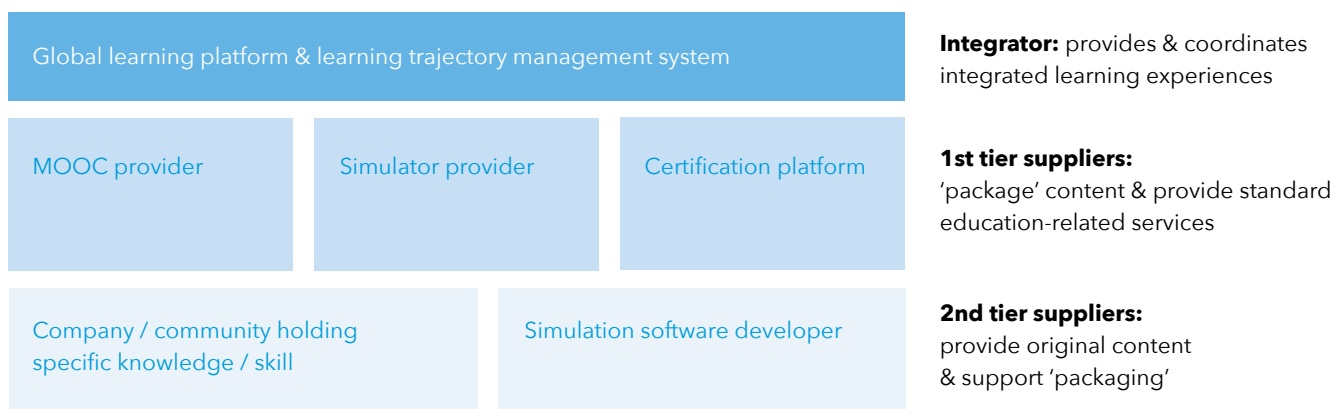 Global learning platform & learning trajectory management system
Integrator: provides & coordinates
integrated learning experiences
MOOC provider
Simulator provider
Certification platform
1st tier suppliers:
‘package’ content & provide standard
education-related services
Company / community holding
specific knowledge / skill
Simulation software developer
2nd tier suppliers:
provide original content
& support ‘packaging’